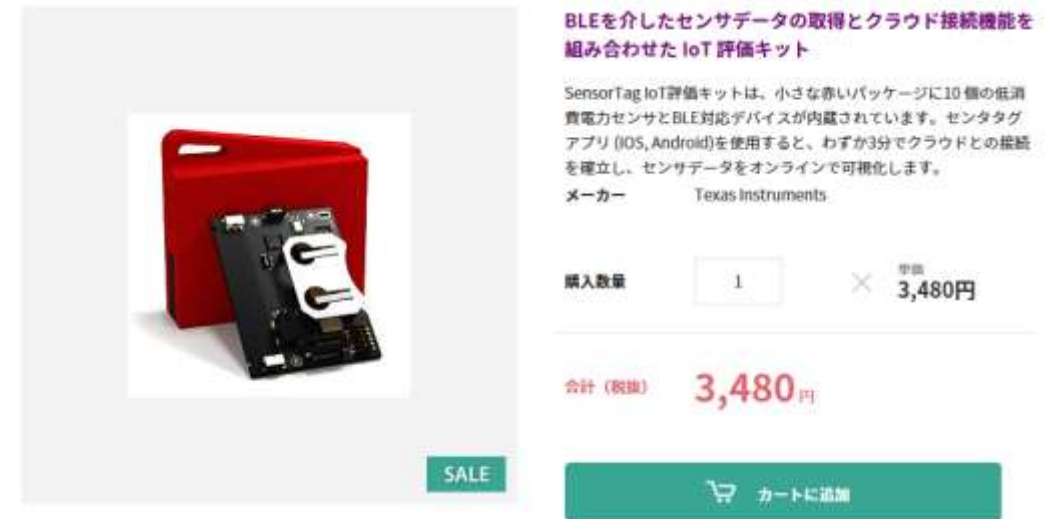 BLEを介したセンサデータの取得とクラウド接続機能を
組み合わせた IoT 評価キット
SensorTag IoT評価キットは、小さな赤いパッケージに10 個の低消
費電力センサとBLE対応デバイスが内蔵されています。センタタグ
アプリ (IOS, Android)を使用すると、わずか3分でクラウドとの接続
を確立し、センサデータをオンラインで可視化します。
メーカー Texas Instruments
購入数量 1 × 単価
3,480円
合計（税抜） 3,480 円
SALE
カートに追加